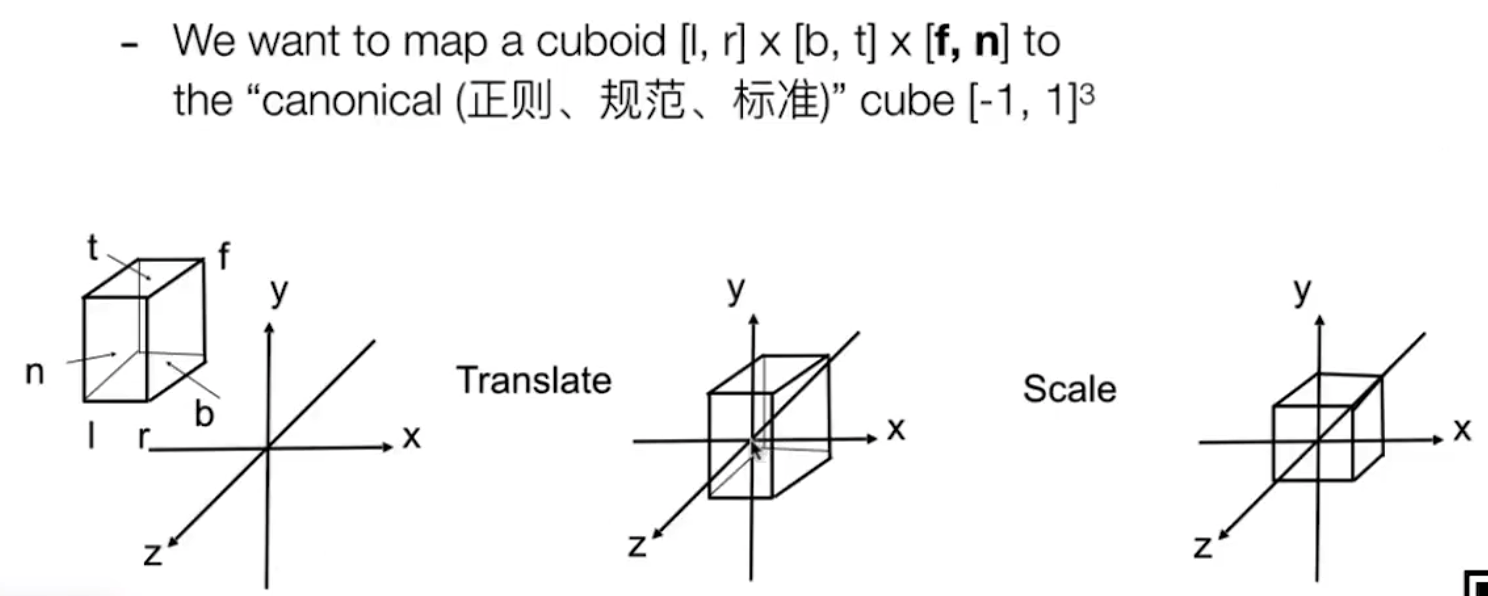 - We want to map a cuboid [l, r] x [b, t] x [f, n] to
the “canonical (正则、规范、标准)” cube [-1, 1]³
t
f
y
n
b
l
r
x
z
Translate
y
x
z
Scale
y
x
z